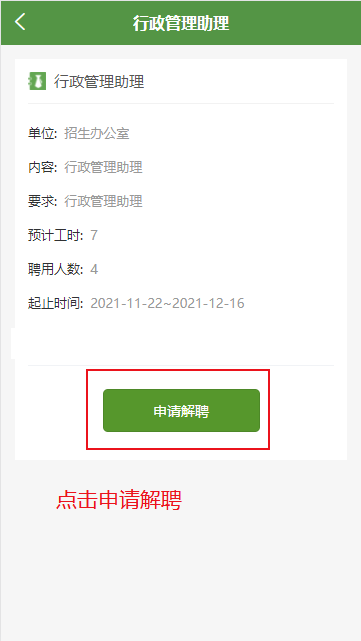 行政管理助理
行政管理助理
单位: 招生办公室
内容: 行政管理助理
要求: 行政管理助理
预计工时: 7
聘用人数: 4
起止时间: 2021-11-22~2021-12-16
申请解聘
点击申请解聘